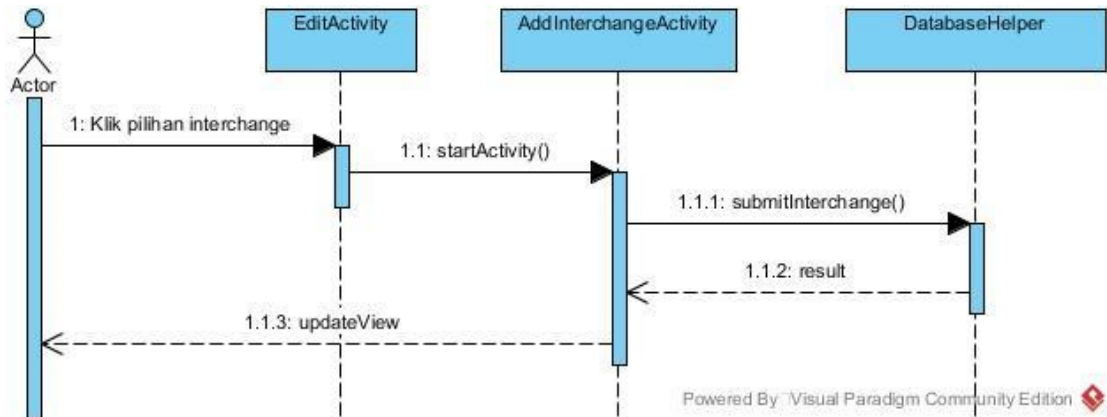 EditActivity
AddInterchangeActivity
DatabaseHelper
Actor
1: Klik pilihan interchange
1.1: startActivity()
1.1.1: submitInterchange()
1.1.2: result
1.1.3: updateView
Powered By Visual Paradigm Community Edition